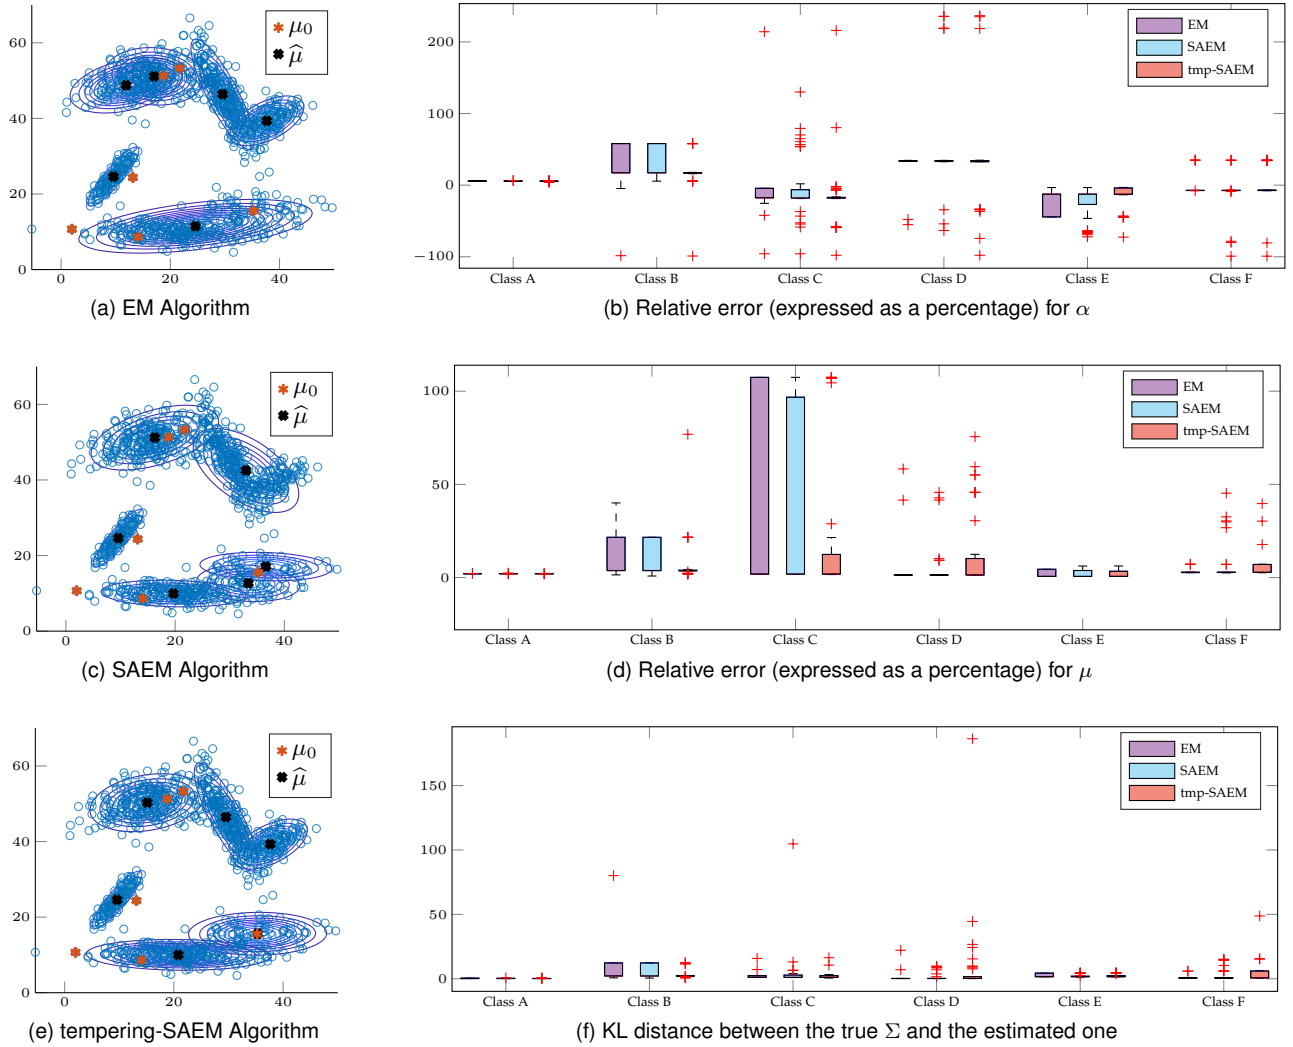 60
40
20
0
0
20
40
μ0
μ̂
(a) EM Algorithm
200
100
0
−100
Class A
Class B
Class C
Class D
Class E
Class F
EM
SAEM
tmp-SAEM
(b) Relative error (expressed as a percentage) for α
60
40
20
0
0
20
40
μ0
μ̂
(c) SAEM Algorithm
100
50
0
Class A
Class B
Class C
Class D
Class E
Class F
EM
SAEM
tmp-SAEM
(d) Relative error (expressed as a percentage) for μ
60
40
20
0
0
20
40
μ0
μ̂
(e) tempering-SAEM Algorithm
150
100
50
0
Class A
Class B
Class C
Class D
Class E
Class F
EM
SAEM
tmp-SAEM
(f) KL distance between the true Σ and the estimated one